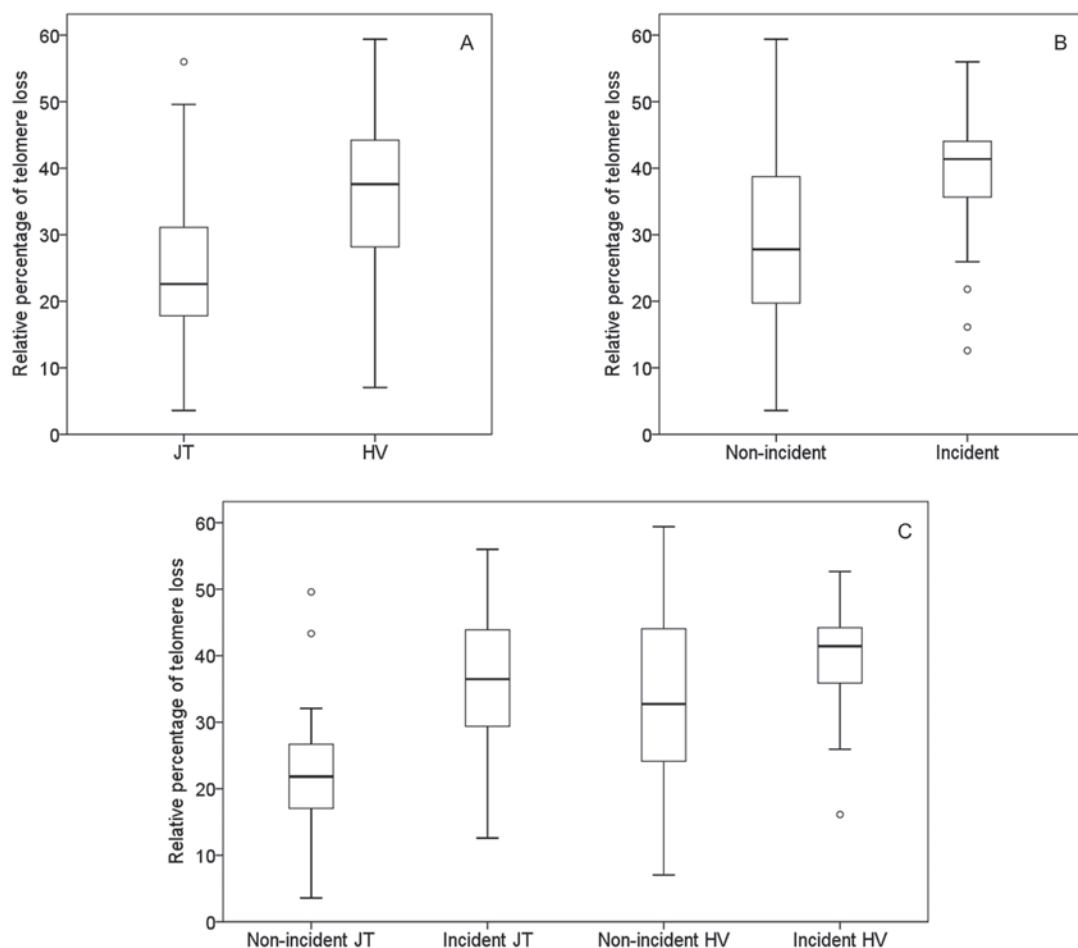 A
Relative percentage of telomere loss
60
50
40
30
20
10
0
JT HV
B
Relative percentage of telomere loss
60
50
40
30
20
10
0
Non-incident Incident
C
Relative percentage of telomere loss
60
50
40
30
20
10
0
Non-incident JT Incident JT Non-incident HV Incident HV